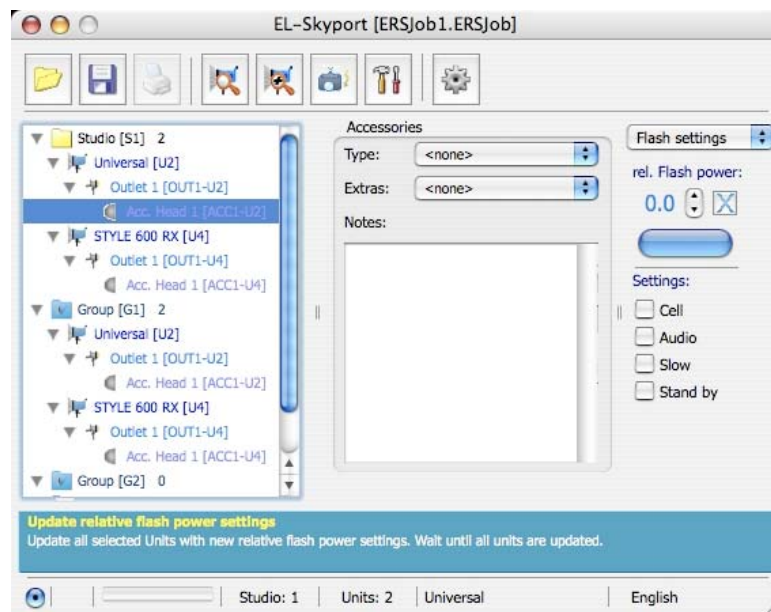 EL-Skyport [ERSJob1.ERSJob]
Studio [S1] 2
Universal [U2]
Outlet 1 [OUT1-U2]
Acc. Head 1 [ACC1-U2]
STYLE 600 RX [U4]
Outlet 1 [OUT1-U4]
Acc. Head 1 [ACC1-U4]
Group [G1] 2
Universal [U2]
Outlet 1 [OUT1-U2]
Acc. Head 1 [ACC1-U2]
STYLE 600 RX [U4]
Outlet 1 [OUT1-U4]
Acc. Head 1 [ACC1-U4]
Group [G2] 0
Accessories
Type: <none>
Extras: <none>
Notes:
Flash settings
rel. Flash power:
0.0
Settings:
Cell
Audio
Slow
Stand by
Update relative flash power settings
Update all selected Units with new relative flash power settings. Wait until all units are updated.
Studio: 1 Units: 2 Universal English